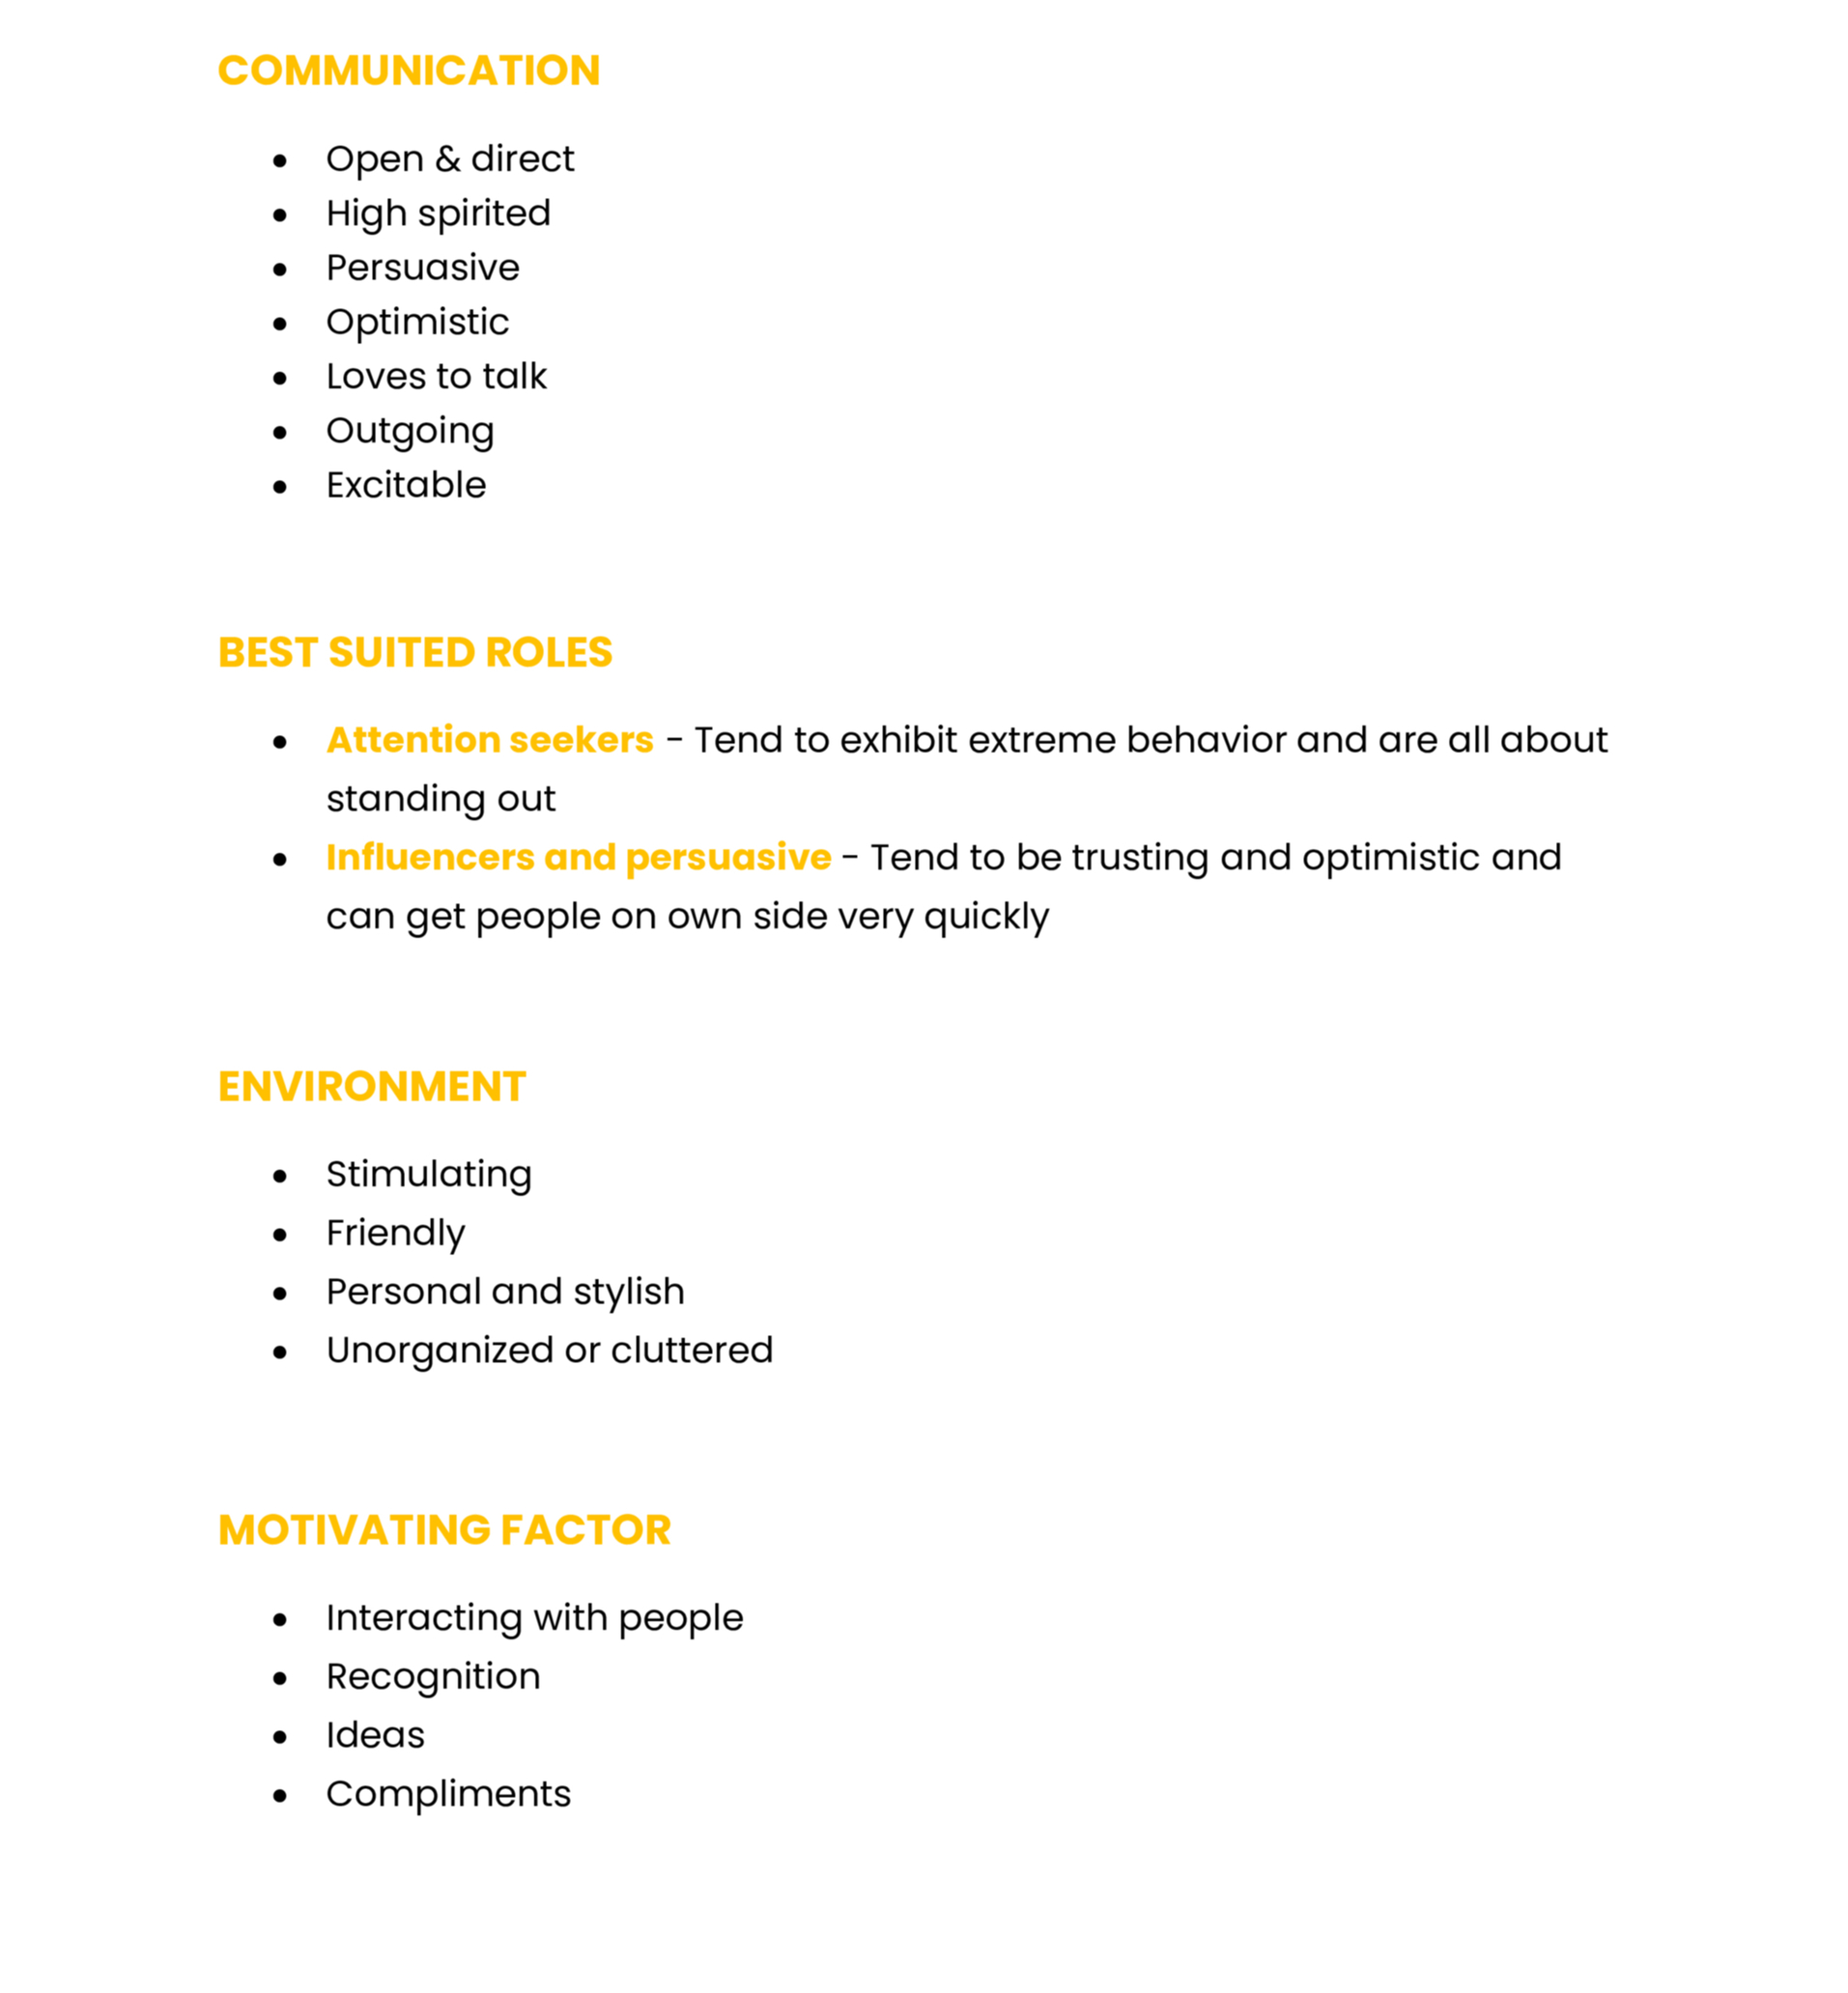 COMMUNICATION
● Open & direct
● High spirited
● Persuasive
● Optimistic
● Loves to talk
● Outgoing
● Excitable
BEST SUITED ROLES
● Attention seekers - Tend to exhibit extreme behavior and are all about
standing out
● Influencers and persuasive - Tend to be trusting and optimistic and
can get people on own side very quickly
ENVIRONMENT
● Stimulating
● Friendly
● Personal and stylish
● Unorganized or cluttered
MOTIVATING FACTOR
● Interacting with people
● Recognition
● Ideas
● Compliments